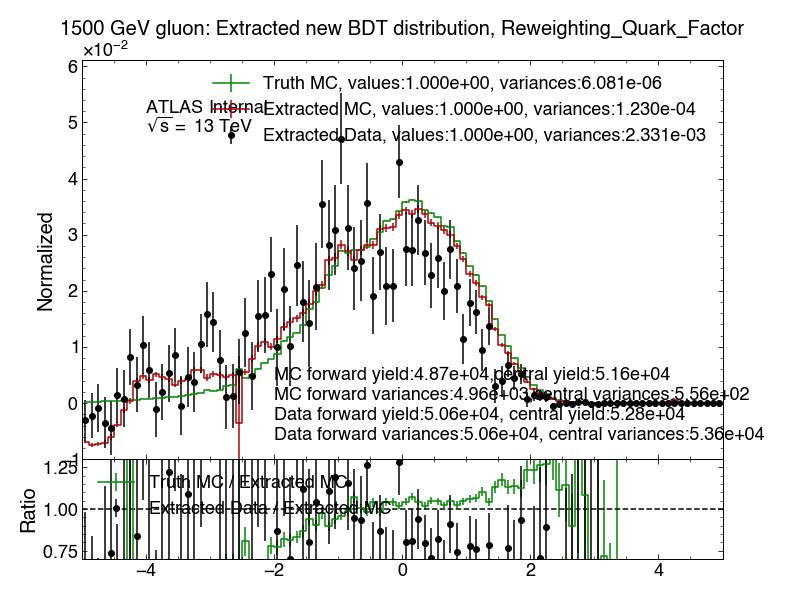 1500 GeV gluon: Extracted new BDT distribution, Reweighting_Quark_Factor
×10⁻²
6
Truth MC, values:1.000e+00, variances:6.081e-06
ATLAS Internal
Extracted MC, values:1.000e+00, variances:1.230e-04
√s = 13 TeV
Extracted Data, values:1.000e+00, variances:2.331e-03
5
4
3
2
1
0
Normalized
MC forward yield:4.87e+04, central yield:5.16e+04
MC forward variances:4.96e+03, central variances:5.56e+02
Data forward yield:5.06e+04, central yield:5.28e+04
Data forward variances:5.06e+04, central variances:5.36e+04
1
1.25
1.00
0.75
Ratio
Truth MC / Extracted MC
Extracted Data / Extracted MC
−4 −2 0 2 4